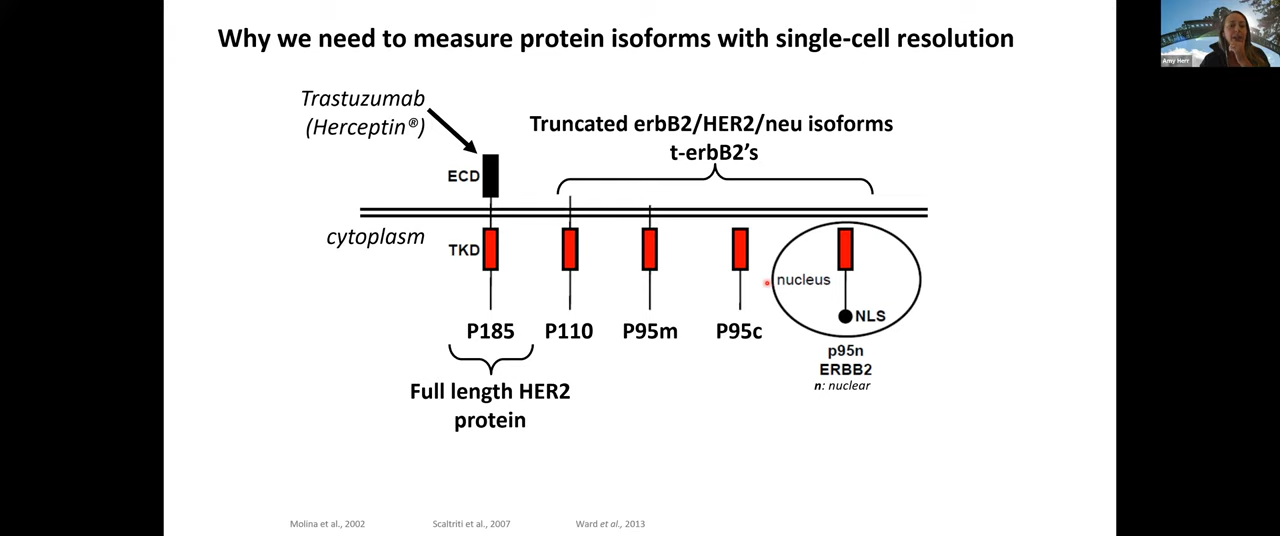 Why we need to measure protein isoforms with single-cell resolution
Amy Herr
Trastuzumab
(Herceptin®)
Truncated erbB2/HER2/neu isoforms
t-erbB2’s
ECD
cytoplasm
TKD
nucleus
NLS
P185
P110
P95m
P95c
p95n
ERBB2
n: nuclear
Full length HER2
protein
Molina et al., 2002
Scaltriti et al., 2007
Ward et al., 2013